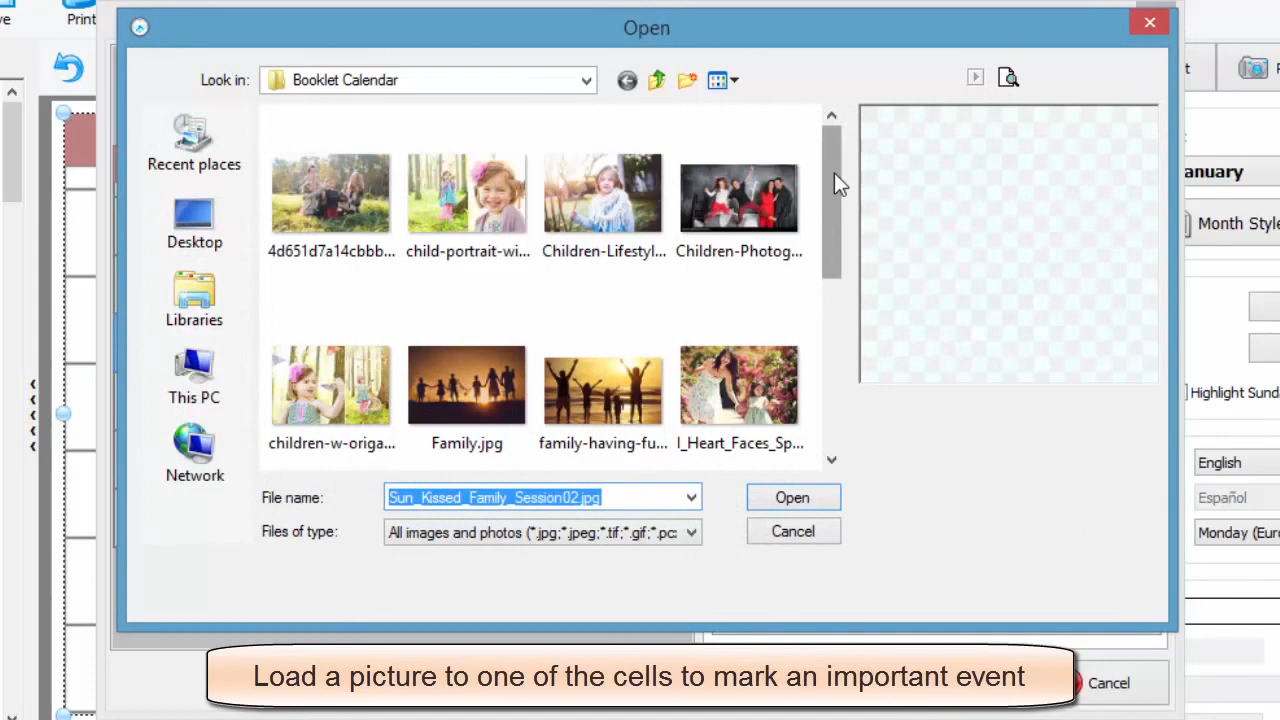 Print
Open
Look in:
Booklet Calendar
Recent places
Desktop
Libraries
This PC
Network
4d651d7a14cbbb...
child-portrait-wi...
Children-Lifestyl...
Children-Photog...
children-w-origa...
Family.jpg
family-having-fu...
I_Heart_Faces_Sp...
File name:
Sun_Kissed_Family_Session02.jpg
Open
Files of type:
All images and photos (*.jpg;*.jpeg;*.tif;*.gif;*.pc
Cancel
anuary
Month Style
Highlight Sund
English
Español
Monday (Eur
Load a picture to one of the cells to mark an important event
Cancel